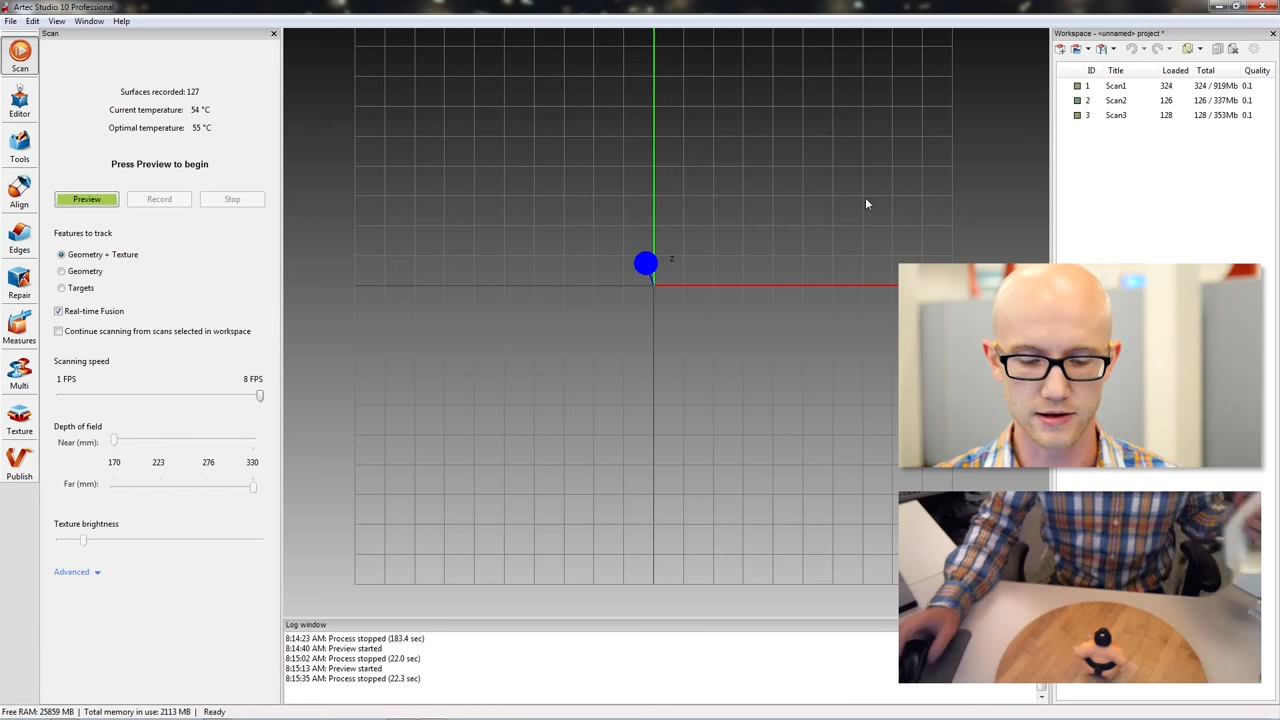 Artec Studio 10 Professional
File Edit View Window Help
Scan
Workspace - <unnamed> project *
Scan
Editor
Tools
Align
Edges
Repair
Measures
Multi
Texture
Publish
Surfaces recorded: 127
Current temperature: 54 °C
Optimal temperature: 55 °C
Press Preview to begin
Preview Record Stop
Features to track
Geometry + Texture
Geometry
Targets
Real-time Fusion
Continue scanning from scans selected in workspace
Scanning speed
1 FPS 8 FPS
Depth of field
Near (mm):
170 223 276 330
Far (mm):
Texture brightness
Advanced
z
ID Title Loaded Total Quality
1 Scan1 324 324 / 919Mb 0.1
2 Scan2 126 126 / 337Mb 0.1
3 Scan3 128 128 / 353Mb 0.1
Log window
8:14:23 AM: Process stopped (183.4 sec)
8:14:40 AM: Preview started
8:15:02 AM: Process stopped (22.0 sec)
8:15:13 AM: Preview started
8:15:35 AM: Process stopped (22.3 sec)
Free RAM: 25859 MB Total memory in use: 2113 MB Ready